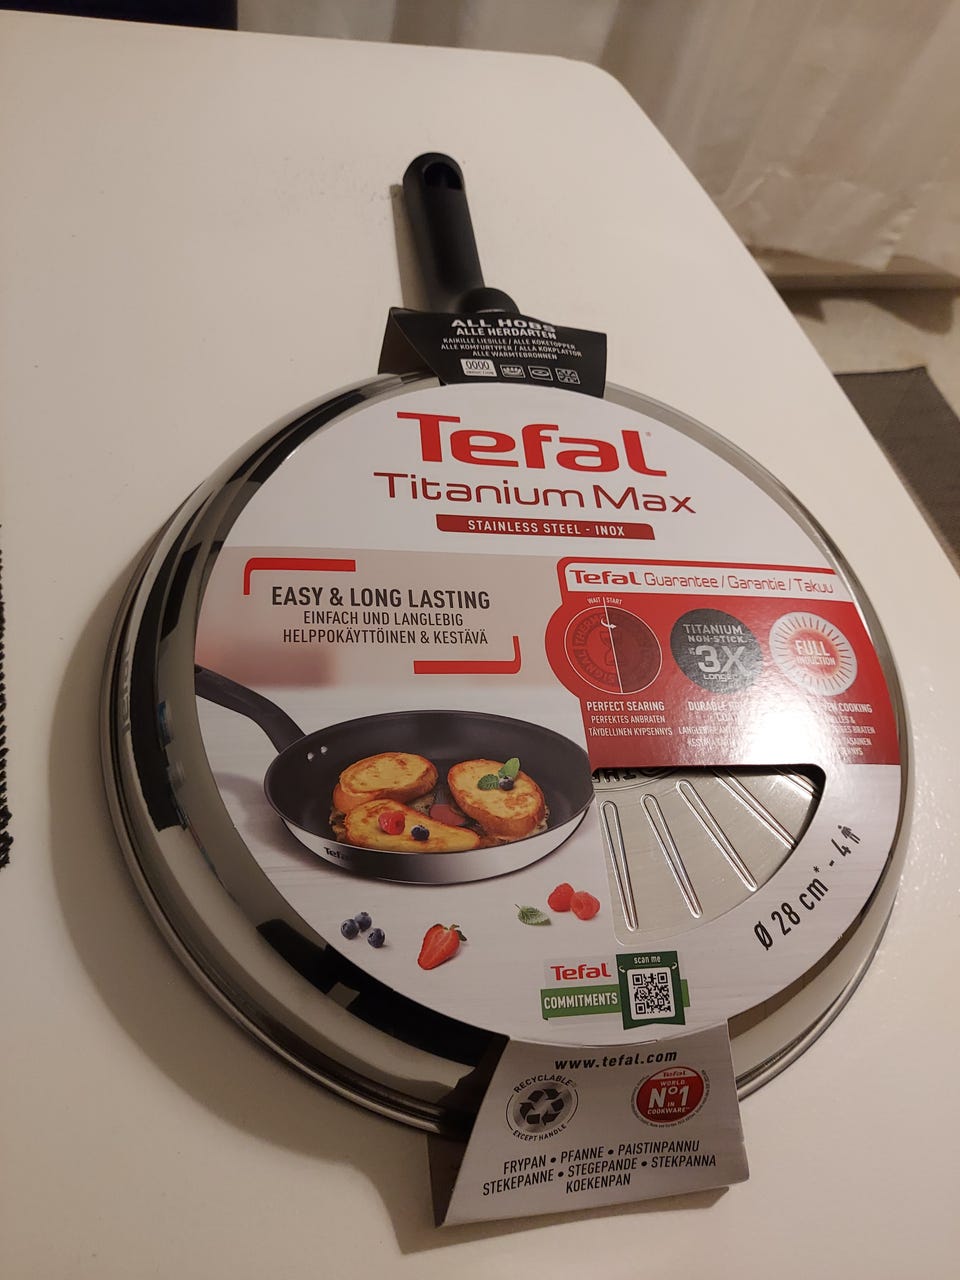 ALL HOBS
ALLE HERDARTEN
KAIKILLE LIESILLE / ALLE KOKETOPPER
ALLE KOMFURTYPER / ALLA KOKPLATTOR
ALLE WARMTEBRONNEN
Tefal
Titanium Max
STAINLESS STEEL - INOX
EASY & LONG LASTING
EINFACH UND LANGLEBIG
HELPPOKÄYTTÖINEN & KESTÄVÄ
Tefal Guarantee / Garantie / Takuu
WAIT START
TITANIUM
NON-STICK
3X
LONGER
FULL
INDUCTION
PERFECT SEARING
PERFEKTES ANBRATEN
TÄYDELLINEN KYPSENNYS
DURABLE
COOKING
Ø 28 cm* - 4
Tefal
COMMITMENTS
scan me
www.tefal.com
RECYCLABLE
EXCEPT HANDLE
Tefal
WORLD
N°1
IN
COOKWARE
FRYPAN • PFANNE • PAISTINPANNU
STEKEPANNE • STEGEPANDE • STEKPANNA
KOEKENPAN